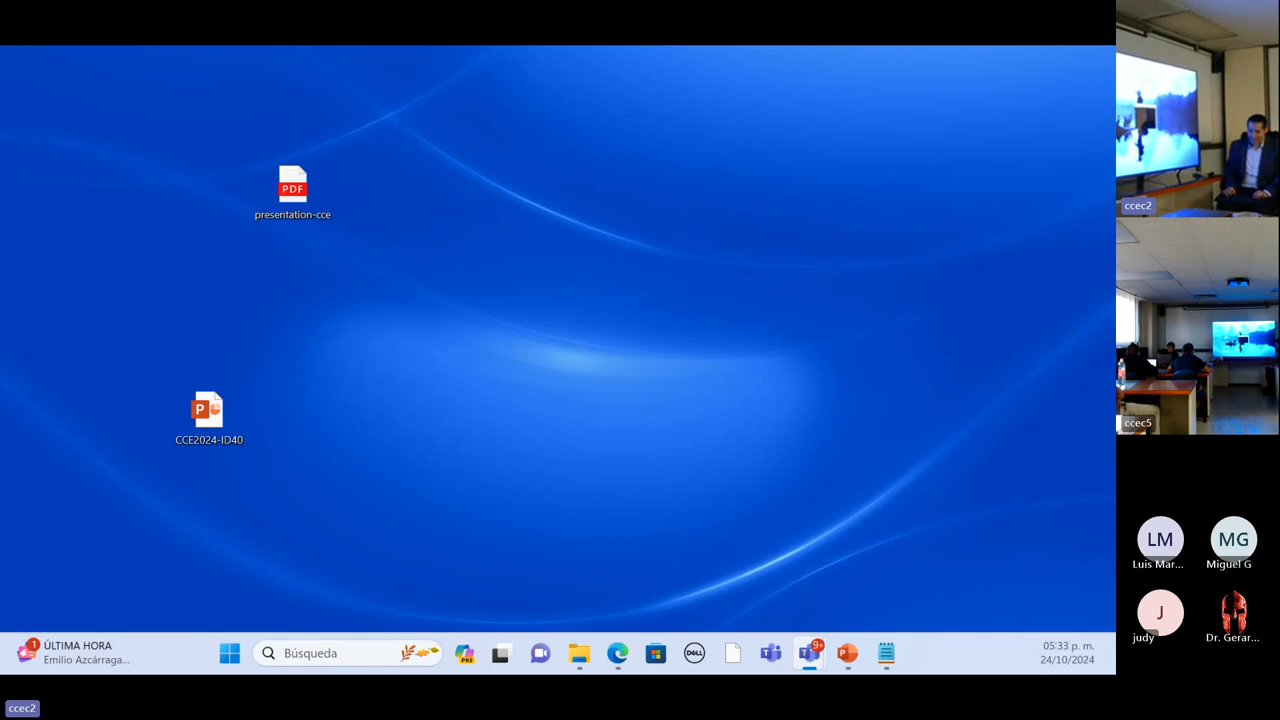 PDF
presentation-cce
P
CCE2024-ID40
1
ÚLTIMA HORA
Emilio Azcárraga...
Búsqueda
PRE
DELL
T
9+
P
05:33 p. m.
24/10/2024
ccec2
ccec2
ccec5
LM
Luis Mar...
MG
Miguel G
J
judy
Dr. Gerar...